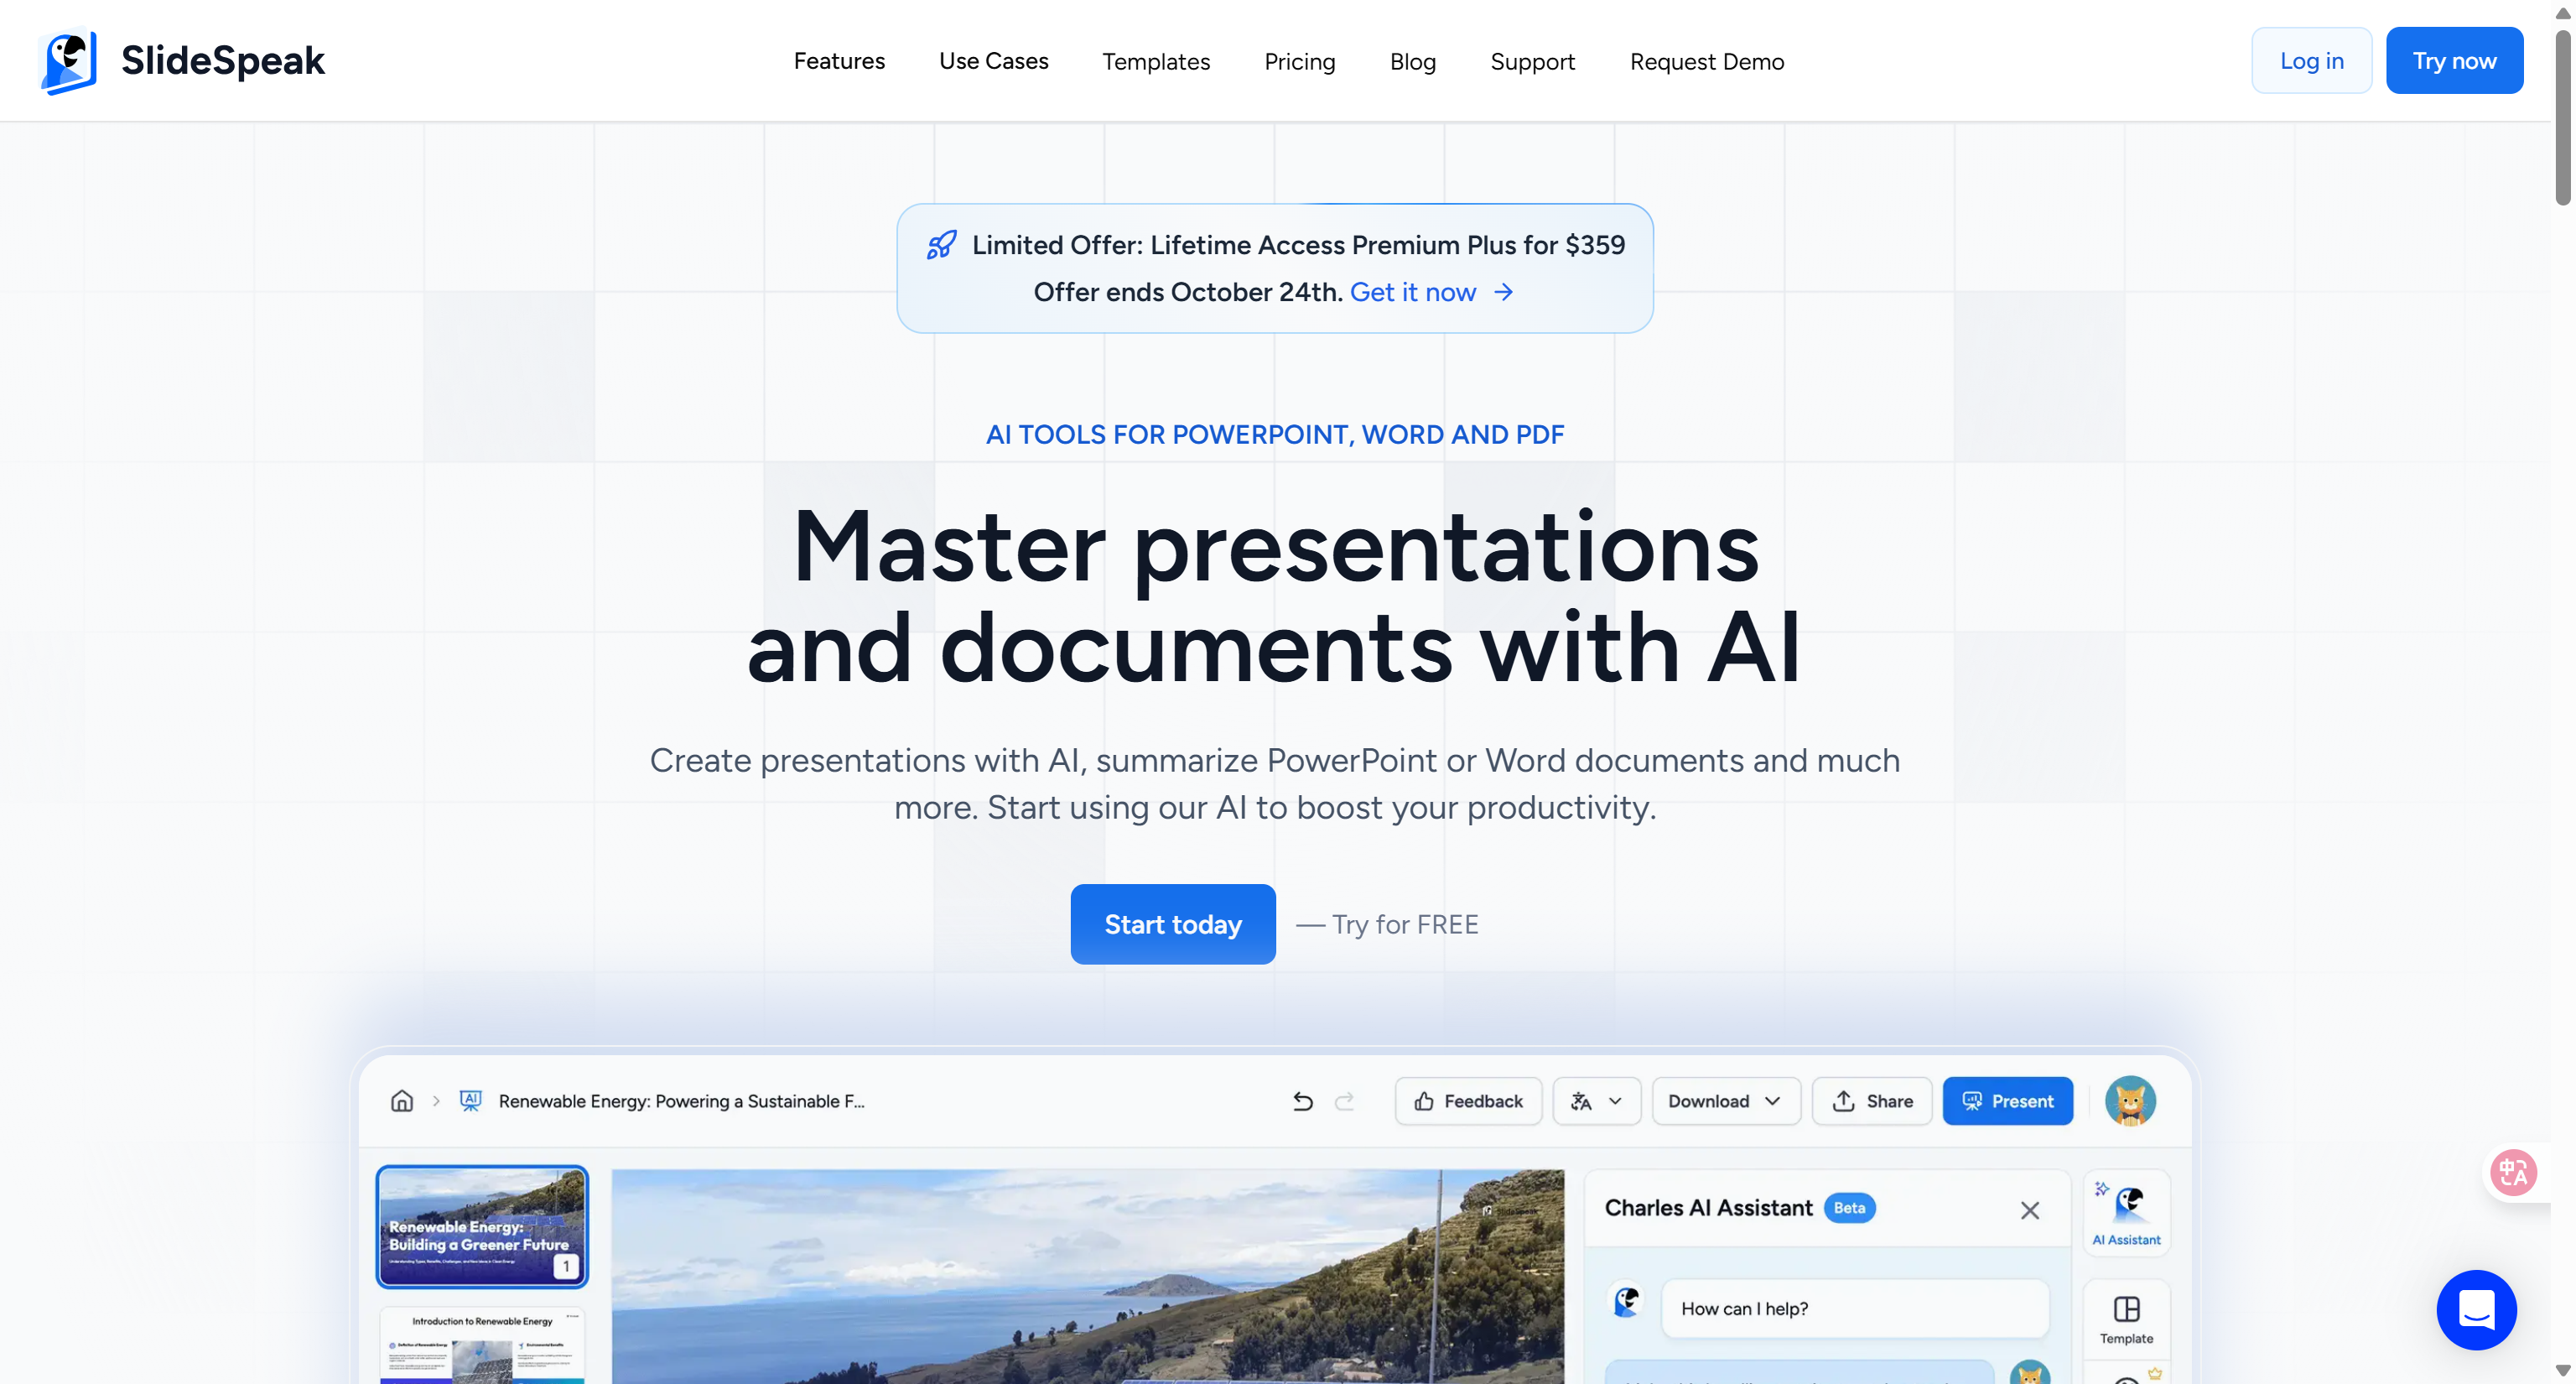 SlideSpeak
Features
Use Cases
Templates
Pricing
Blog
Support
Request Demo
Log in
Try now
Limited Offer: Lifetime Access Premium Plus for $359
Offer ends October 24th. Get it now →
AI TOOLS FOR POWERPOINT, WORD AND PDF
Master presentations
and documents with AI
Create presentations with AI, summarize PowerPoint or Word documents and much
more. Start using our AI to boost your productivity.
Start today
— Try for FREE
AI
Renewable Energy: Powering a Sustainable F...
Feedback
Download
Share
Present
Renewable Energy:
Building a Greener Future
1
Introduction to Renewable Energy
Charles AI Assistant
Beta
How can I help?
AI Assistant
Template